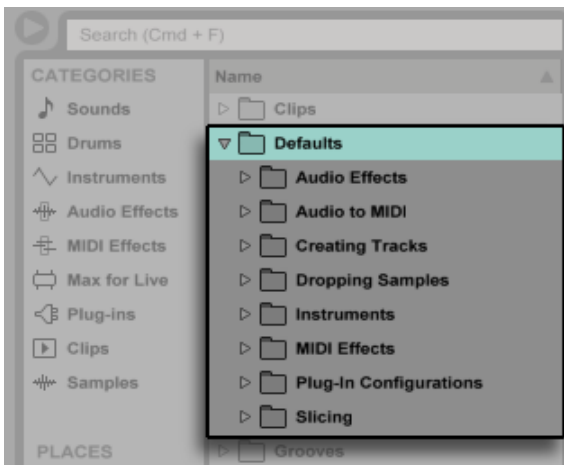 Search (Cmd + F)
CATEGORIES
Sounds
Drums
Instruments
Audio Effects
MIDI Effects
Max for Live
Plug-ins
Clips
Samples
PLACES
Name
Clips
Defaults
Audio Effects
Audio to MIDI
Creating Tracks
Dropping Samples
Instruments
MIDI Effects
Plug-In Configurations
Slicing
Grooves